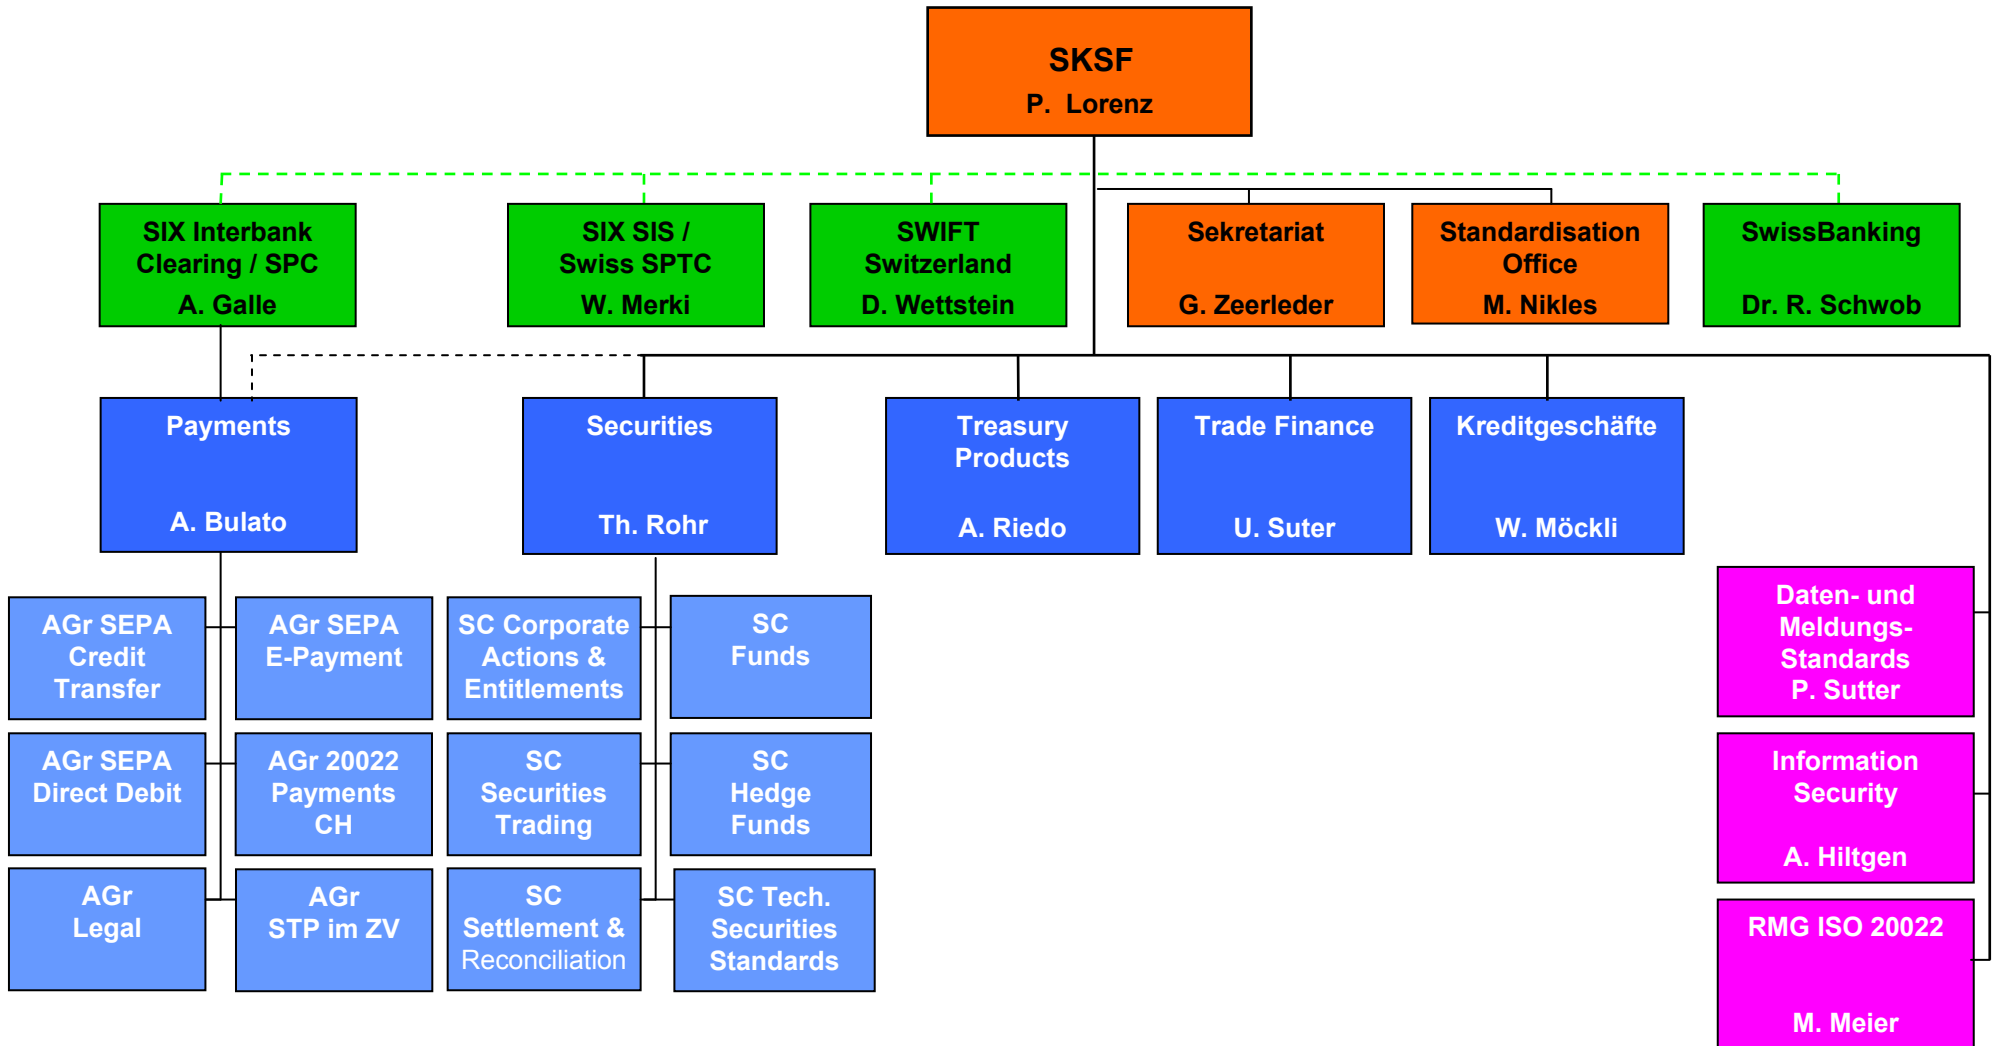 SKSF
P. Lorenz
SIX Interbank
Clearing / SPC
A. Galle
SIX SIS /
Swiss SPTC
W. Merki
SWIFT
Switzerland
D. Wettstein
Sekretariat
G. Zeerleder
Standardisation
Office
M. Nikles
SwissBanking
Dr. R. Schwob
Payments
A. Bulato
Securities
Th. Rohr
Treasury
Products
A. Riedo
Trade Finance
U. Suter
Kreditgeschäfte
W. Möckli
AGr SEPA
Credit
Transfer
AGr SEPA
E-Payment
SC Corporate
Actions &
Entitlements
SC
Funds
Daten- und
Meldungs-
Standards
P. Sutter
AGr SEPA
Direct Debit
AGr 20022
Payments
CH
SC
Securities
Trading
SC
Hedge
Funds
Information
Security
A. Hiltgen
AGr
Legal
AGr
STP im ZV
SC
Settlement &
Reconciliation
SC Tech.
Securities
Standards
RMG ISO 20022
M. Meier